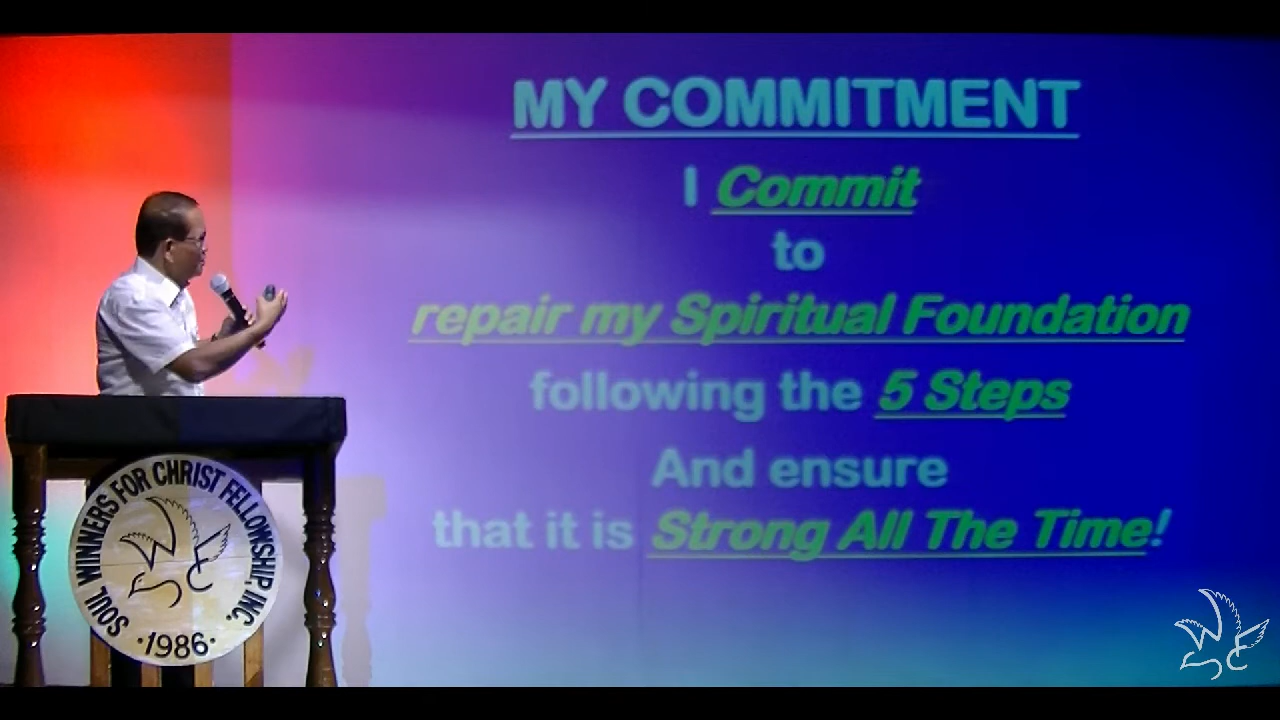 MY COMMITMENT
I Commit
to
repair my Spiritual Foundation
following the 5 Steps
And ensure
that it is Strong All The Time!
SOUL WINNERS FOR CHRIST FELLOWSHIP, INC.
·1986·